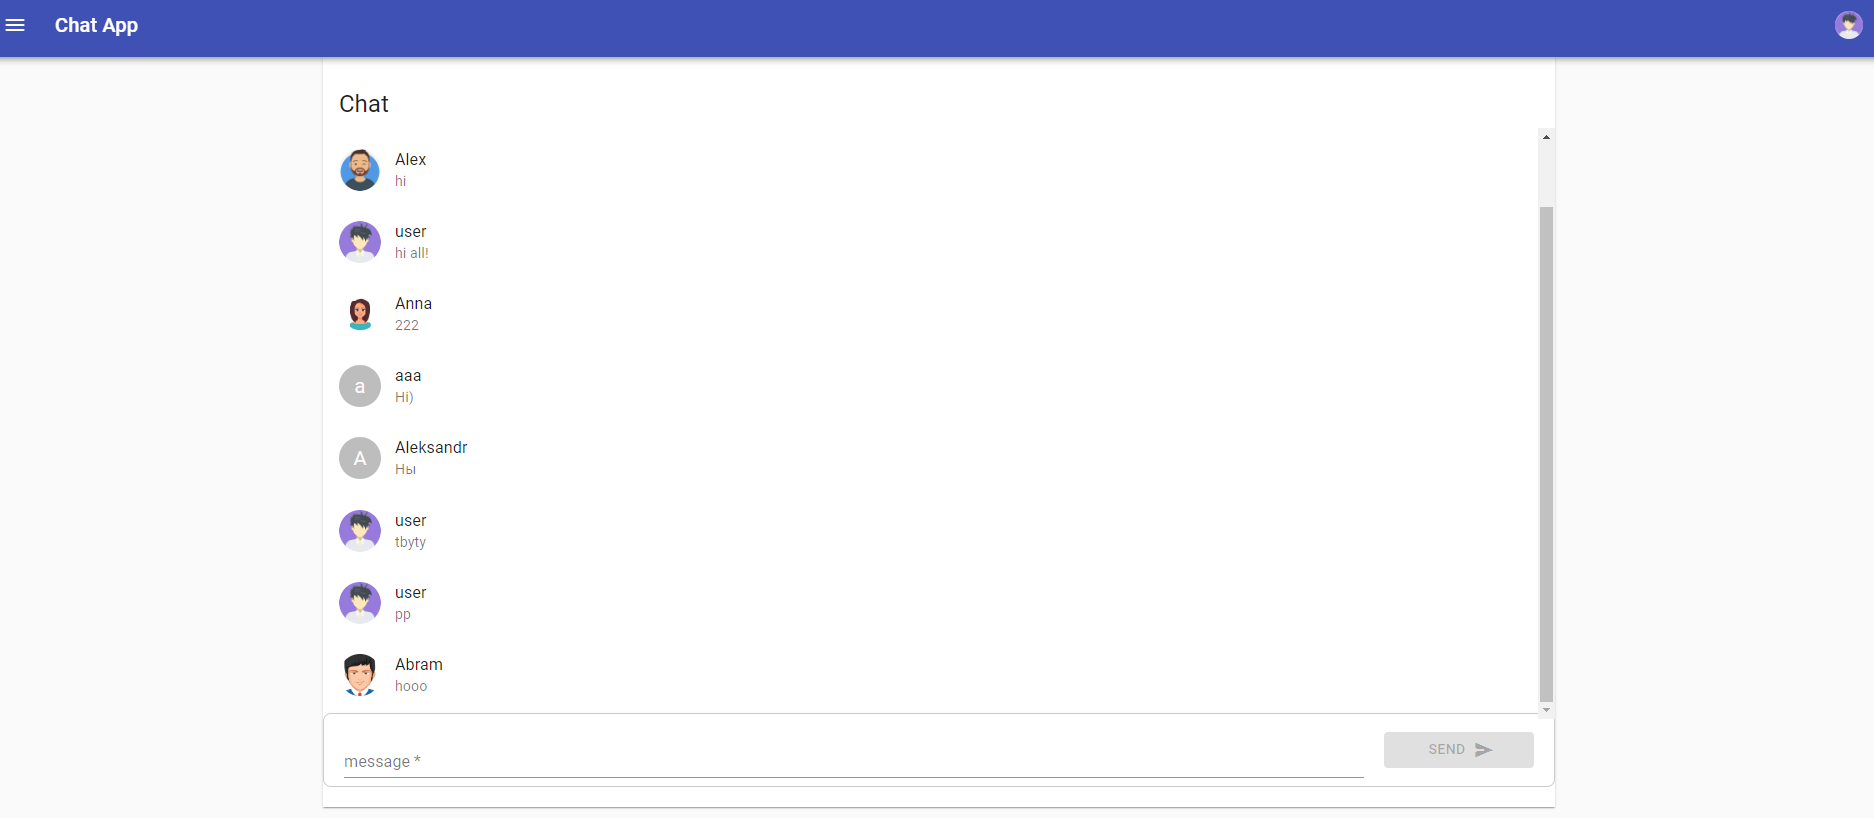 Chat App
Chat
Alex
hi
user
hi all!
Anna
222
a
aaa
Hi)
A
Aleksandr
Ны
user
tbyty
user
pp
Abram
hooo
message *
SEND